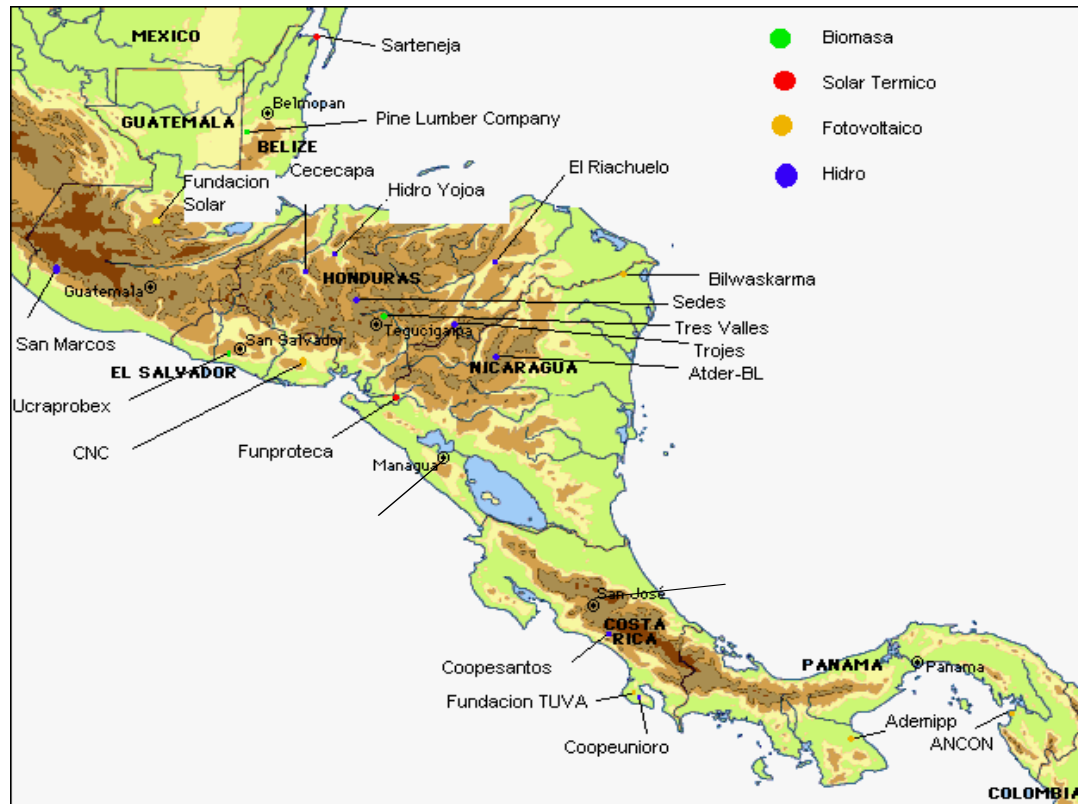 MEXICO
Sarteneja
Biomasa
Solar Termico
Belmopan
GUATEMALA
Pine Lumber Company
Fotovoltaico
BELIZE
Cececapa
El Riachuelo
Hidro
Fundacion
Solar
Hidro Yojoa
HONDURAS
Bilwaskarma
Guatemala
Sedes
Tegucigalpa
Tres Valles
San Marcos
San Salvador
Trojes
EL SALVADOR
NICARAGUA
Atder-BL
Ucraprobex
CNC
Funproteca
Managua
San José
COSTA
RICA
Coopesantos
PANAMA
Panama
Fundacion TUVA
Ademipp
Coopeunioro
ANCON
COLOMBIA